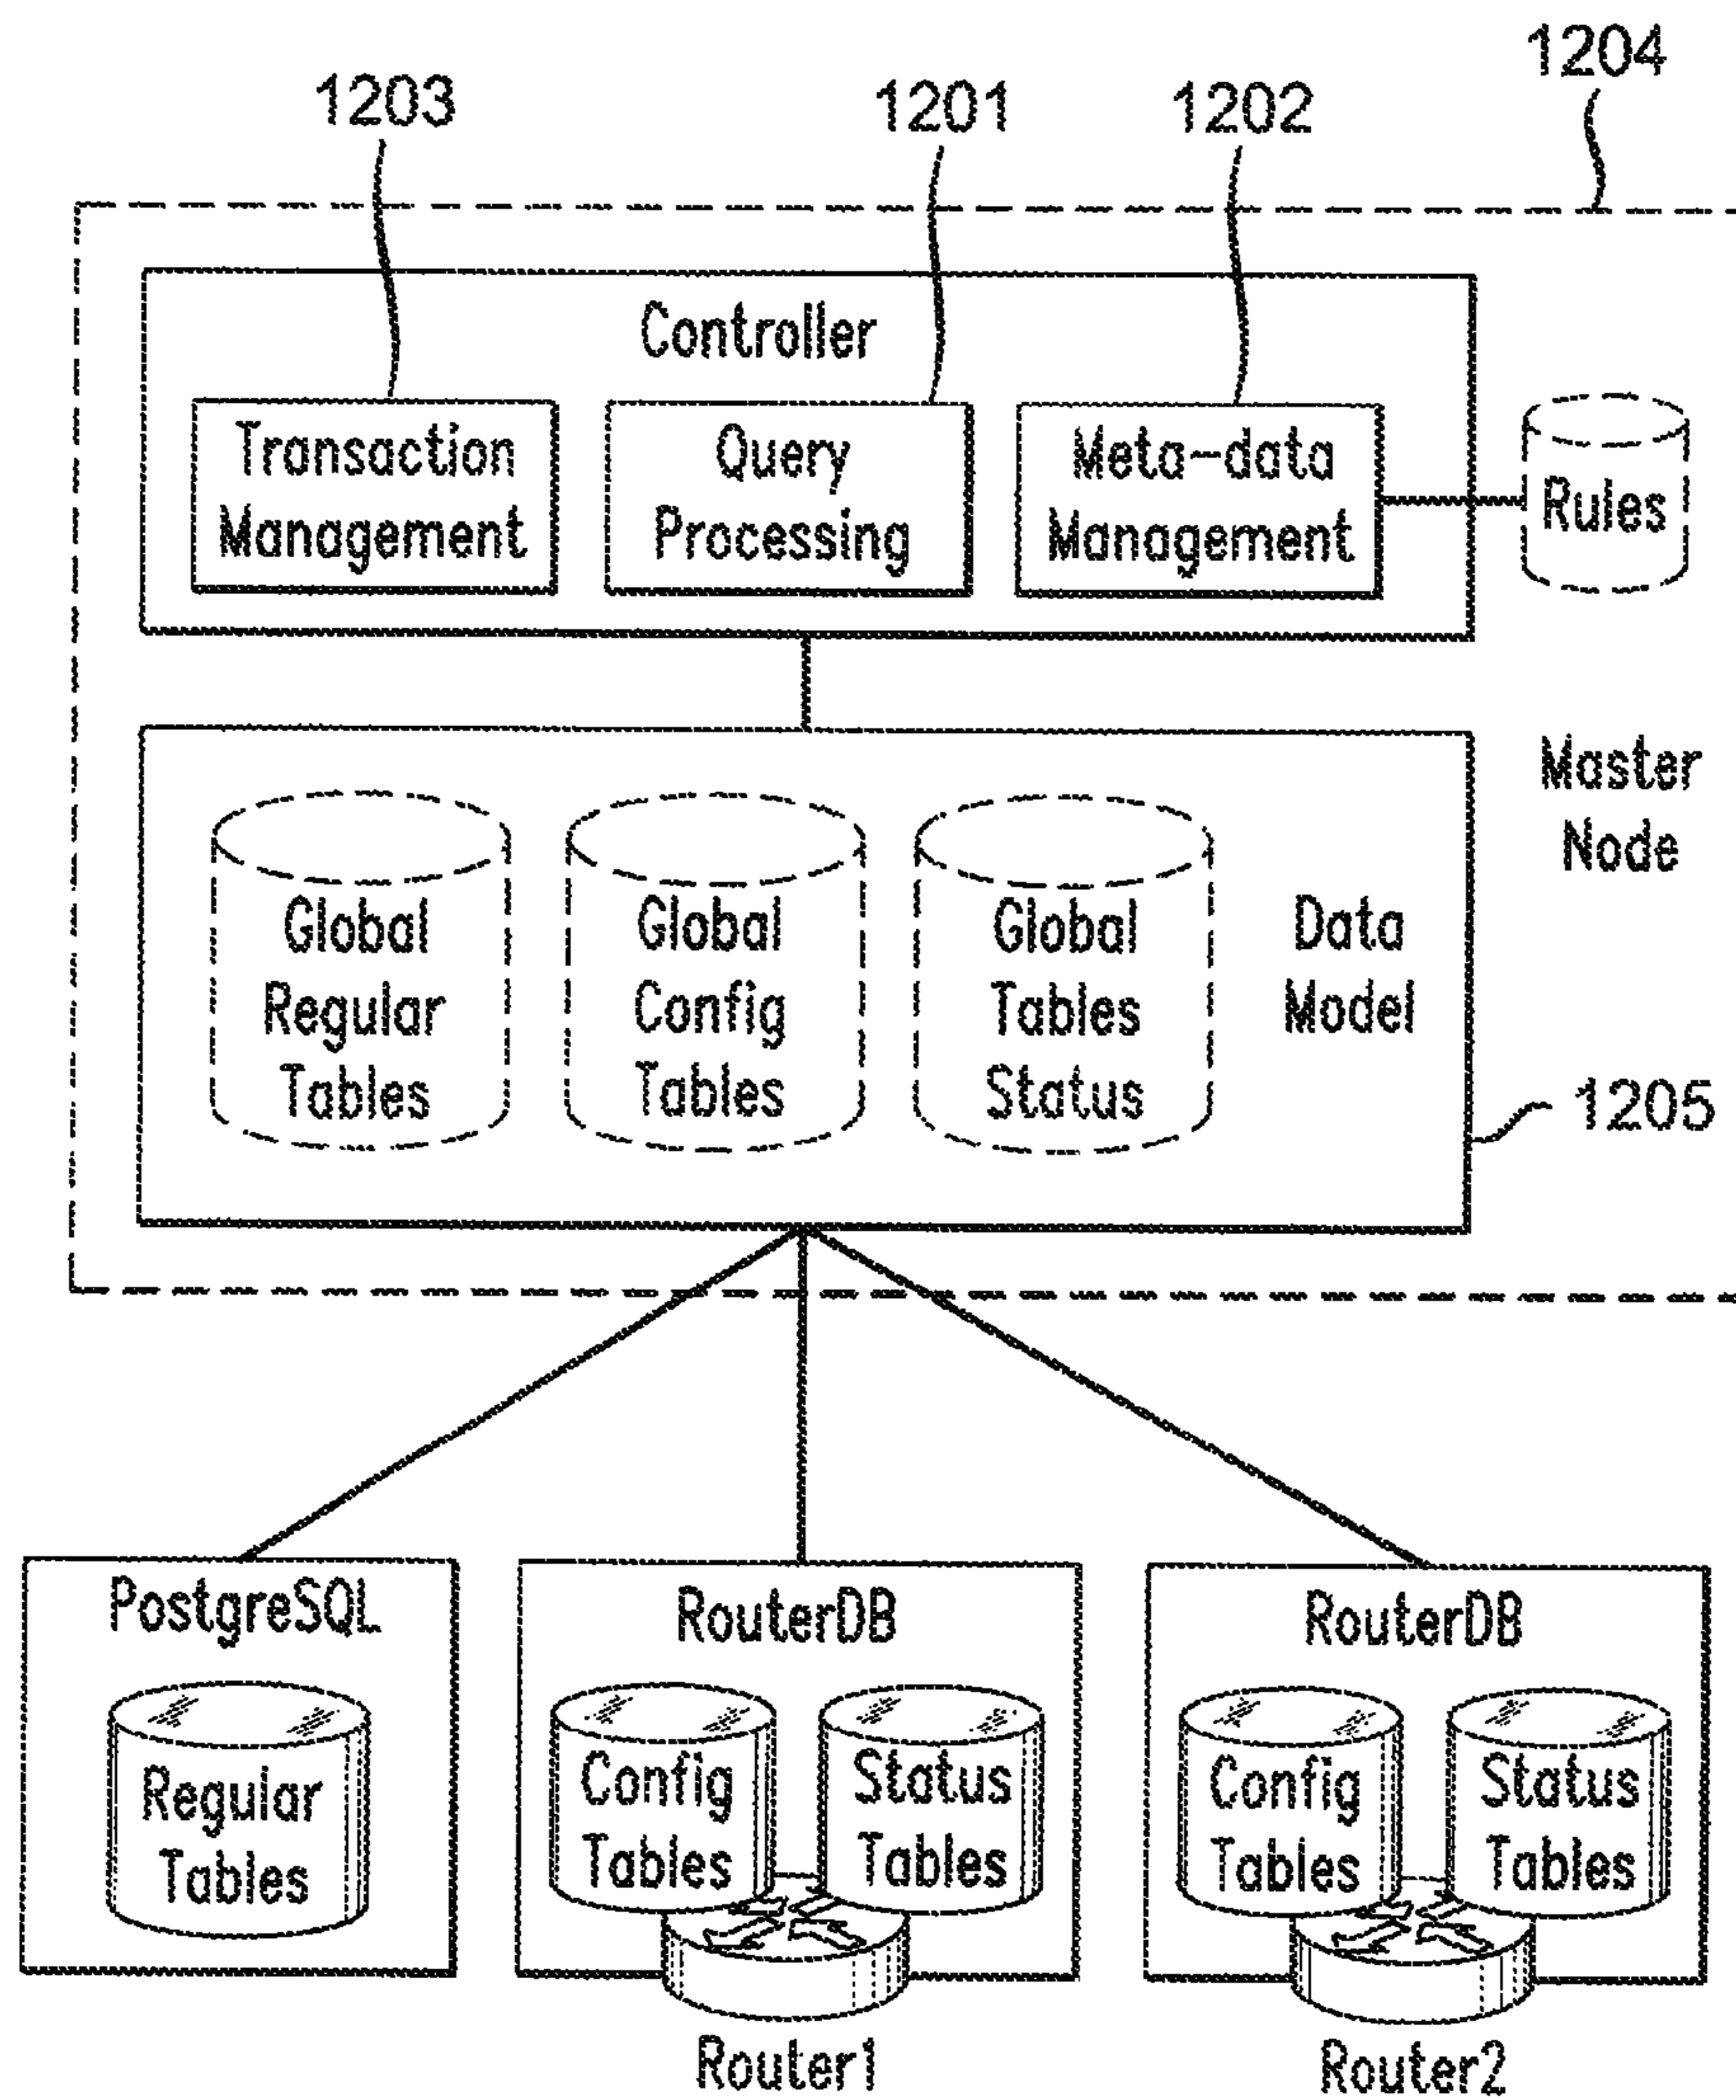 1204
1203
1201
1202
Controller
Transaction
Management
Query
Processing
Meta-data
Management
Rules
Master
Node
Global
Regular
Tables
Global
Config
Tables
Global
Tables
Status
Data
Model
1205
PostgreSQL
Regular
Tables
RouterDB
Config
Tables
Status
Tables
Router1
RouterDB
Config
Tables
Status
Tables
Router2